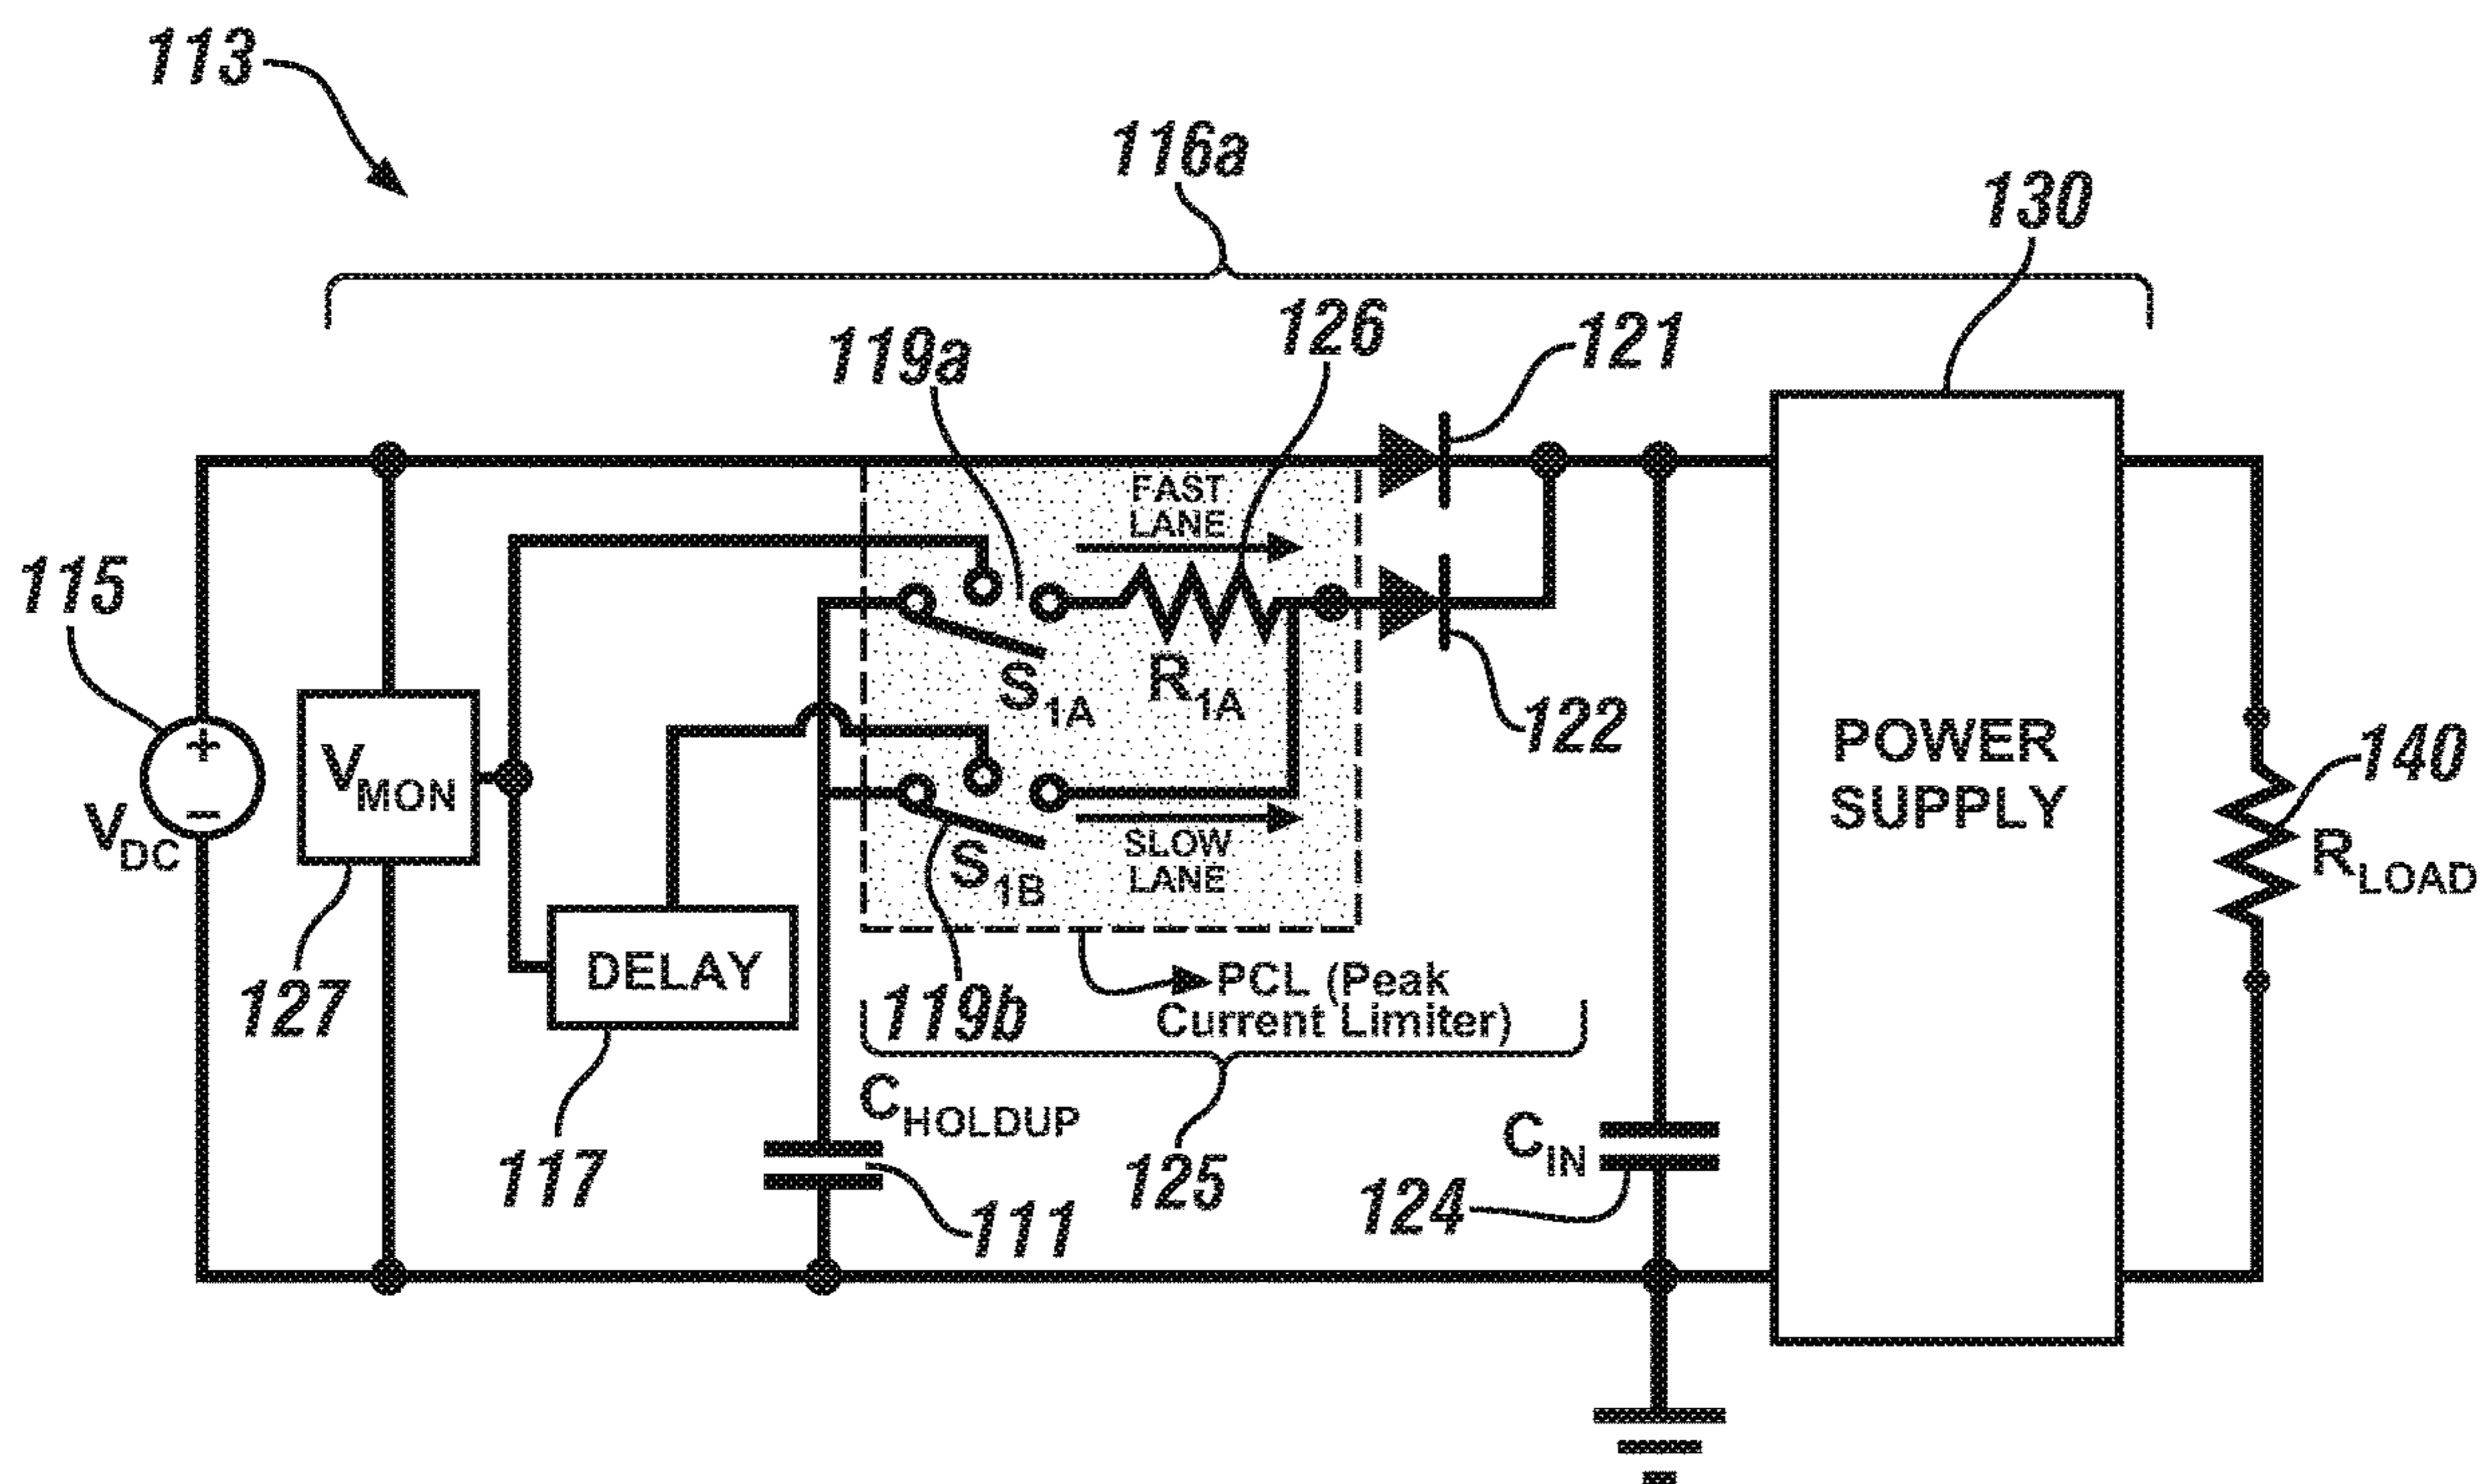 113
116a
130
126
121
119a
FAST
LANE
115
S1A
R1A
122
VMON
POWER
SUPPLY
140
VDC
S1B
SLOW
LANE
RLOAD
DELAY
PCL (Peak
Current Limiter)
127
119b
CHOLDUP
117
125
CIN
124
111
+
−